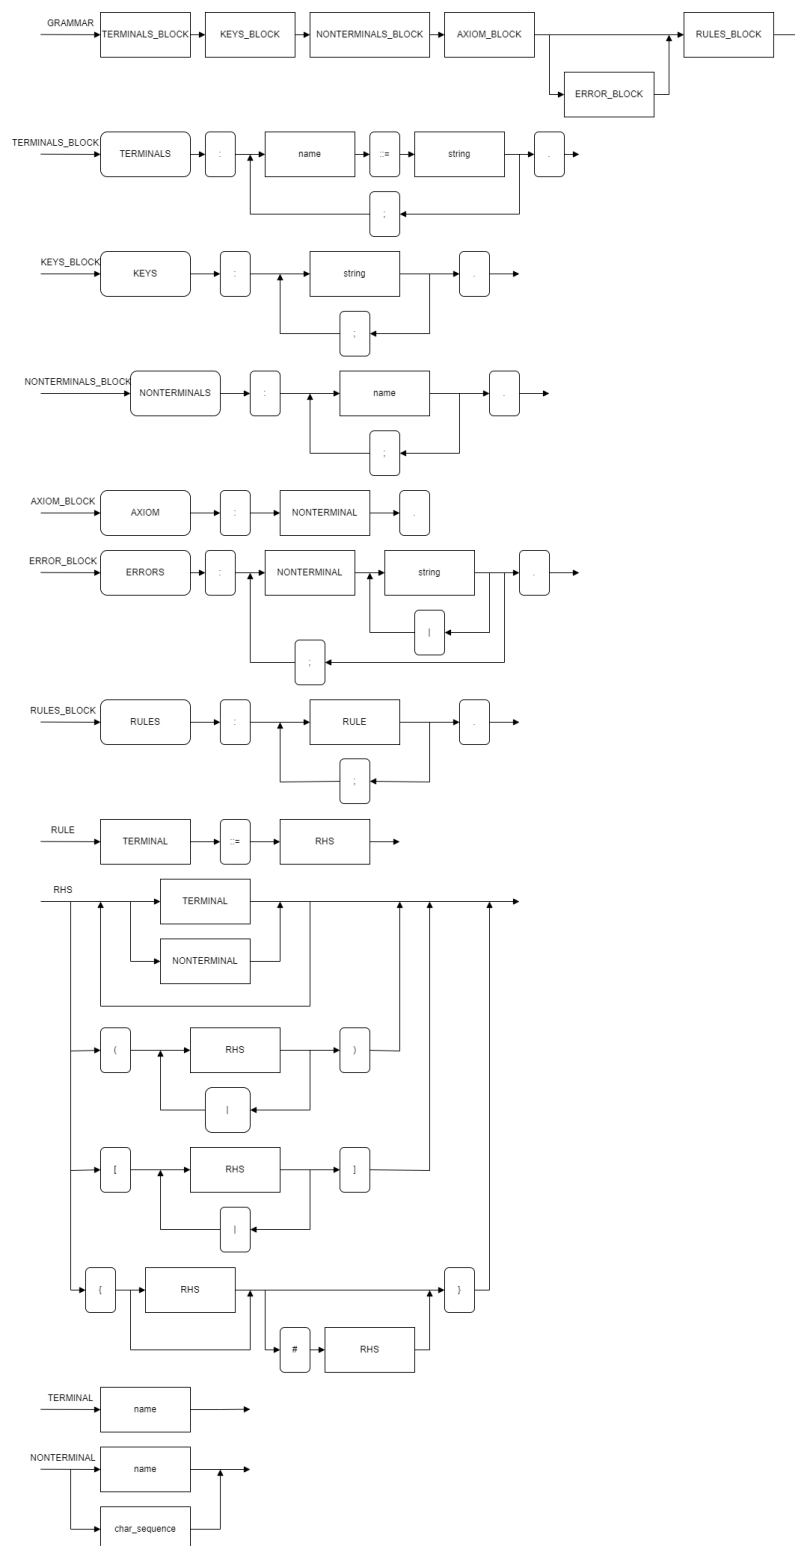 GRAMMAR
TERMINALS_BLOCK KEYS_BLOCK NONTERMINALS_BLOCK AXIOM_BLOCK RULES_BLOCK
ERROR_BLOCK
TERMINALS_BLOCK
TERMINALS : name ::= string .
;
KEYS_BLOCK
KEYS : string .
;
NONTERMINALS_BLOCK
NONTERMINALS : name .
;
AXIOM_BLOCK
AXIOM : NONTERMINAL .
ERROR_BLOCK
ERRORS : NONTERMINAL string .
|
;
RULES_BLOCK
RULES : RULE .
;
RULE
TERMINAL ::= RHS
RHS
TERMINAL
NONTERMINAL
( RHS )
|
[ RHS ]
|
{ RHS }
# RHS
TERMINAL
name
NONTERMINAL
name
char_sequence